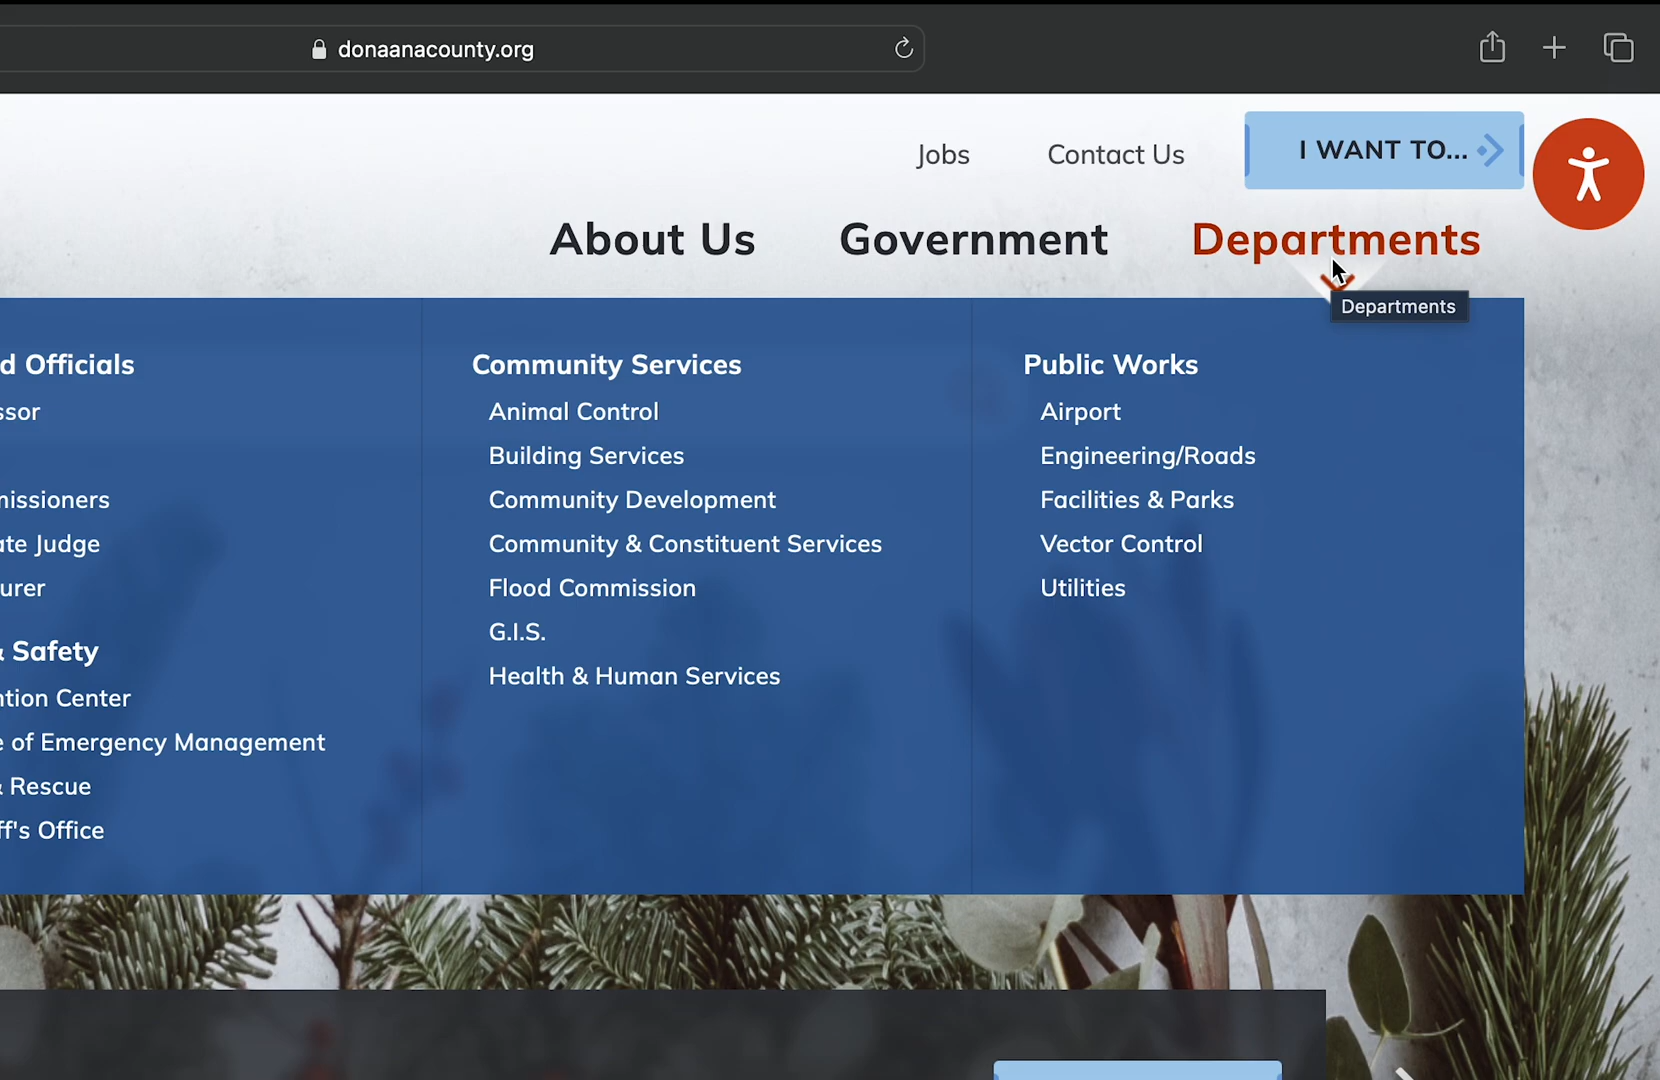 donaanacounty.org
Jobs
Contact Us
I WANT TO...
About Us
Government
Departments
Departments
d Officials
ssor
missioners
ate Judge
urer
& Safety
ntion Center
e of Emergency Management
& Rescue
ff's Office
Community Services
Animal Control
Building Services
Community Development
Community & Constituent Services
Flood Commission
G.I.S.
Health & Human Services
Public Works
Airport
Engineering/Roads
Facilities & Parks
Vector Control
Utilities